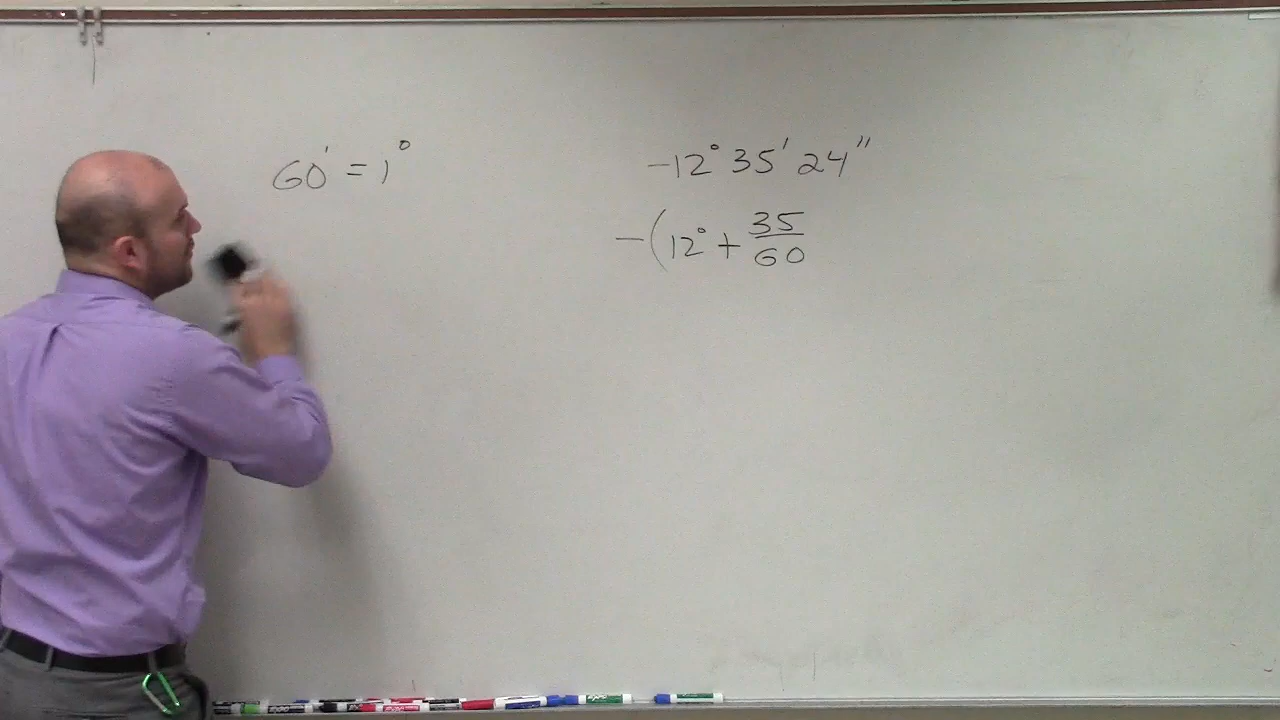 60' = 1°
-12° 35' 24"
-(12° + 35/60